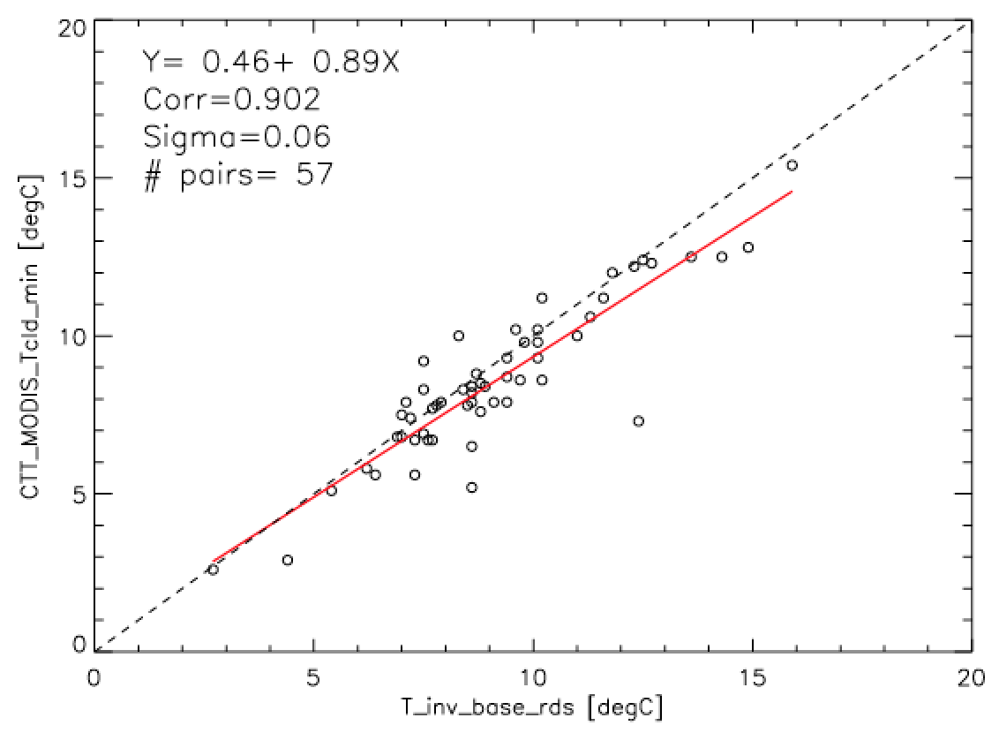 Y= 0.46+ 0.89X
Corr=0.902
Sigma=0.06
# pairs= 57
20
15
10
5
0
CTT_MODIS_Tcld_min [degC]
0 5 10 15 20
T_inv_base_rds [degC]